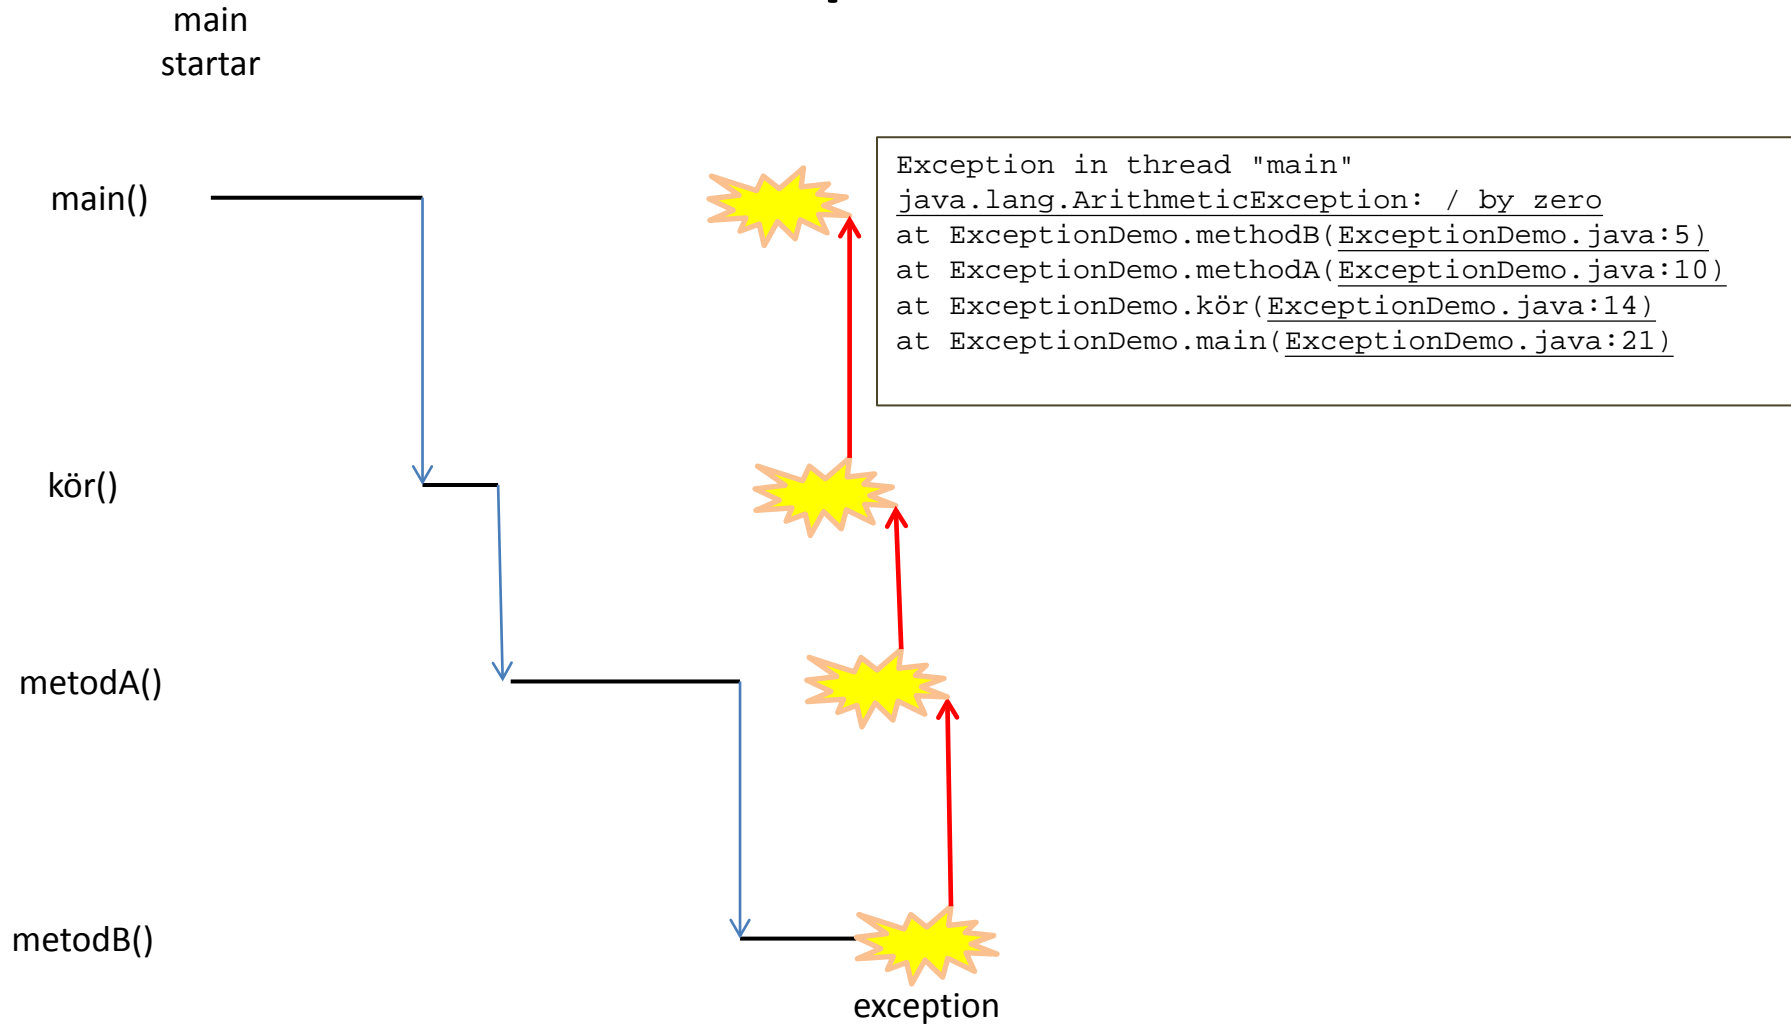 main
startar
main()
Exception in thread "main"
java.lang.ArithmeticException: / by zero
at ExceptionDemo.methodB(ExceptionDemo.java:5)
at ExceptionDemo.methodA(ExceptionDemo.java:10)
at ExceptionDemo.kör(ExceptionDemo.java:14)
at ExceptionDemo.main(ExceptionDemo.java:21)
kör()
metodA()
metodB()
exception